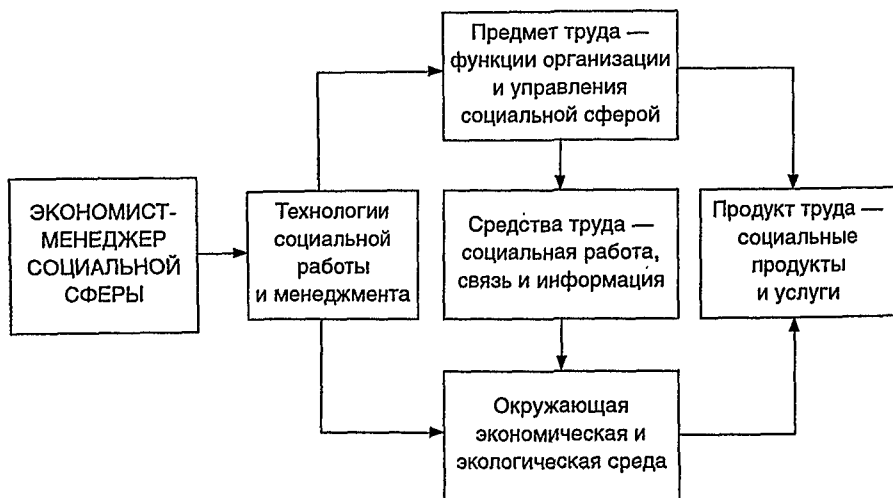 Предмет труда —
функции организации
и управления
социальной сферой
ЭКОНОМИСТ-
МЕНЕДЖЕР
СОЦИАЛЬНОЙ
СФЕРЫ
Технологии
социальной
работы
и менеджмента
Средства труда —
социальная работа,
связь и информация
Продукт труда —
социальные
продукты
и услуги
Окружающая
экономическая и
экологическая среда